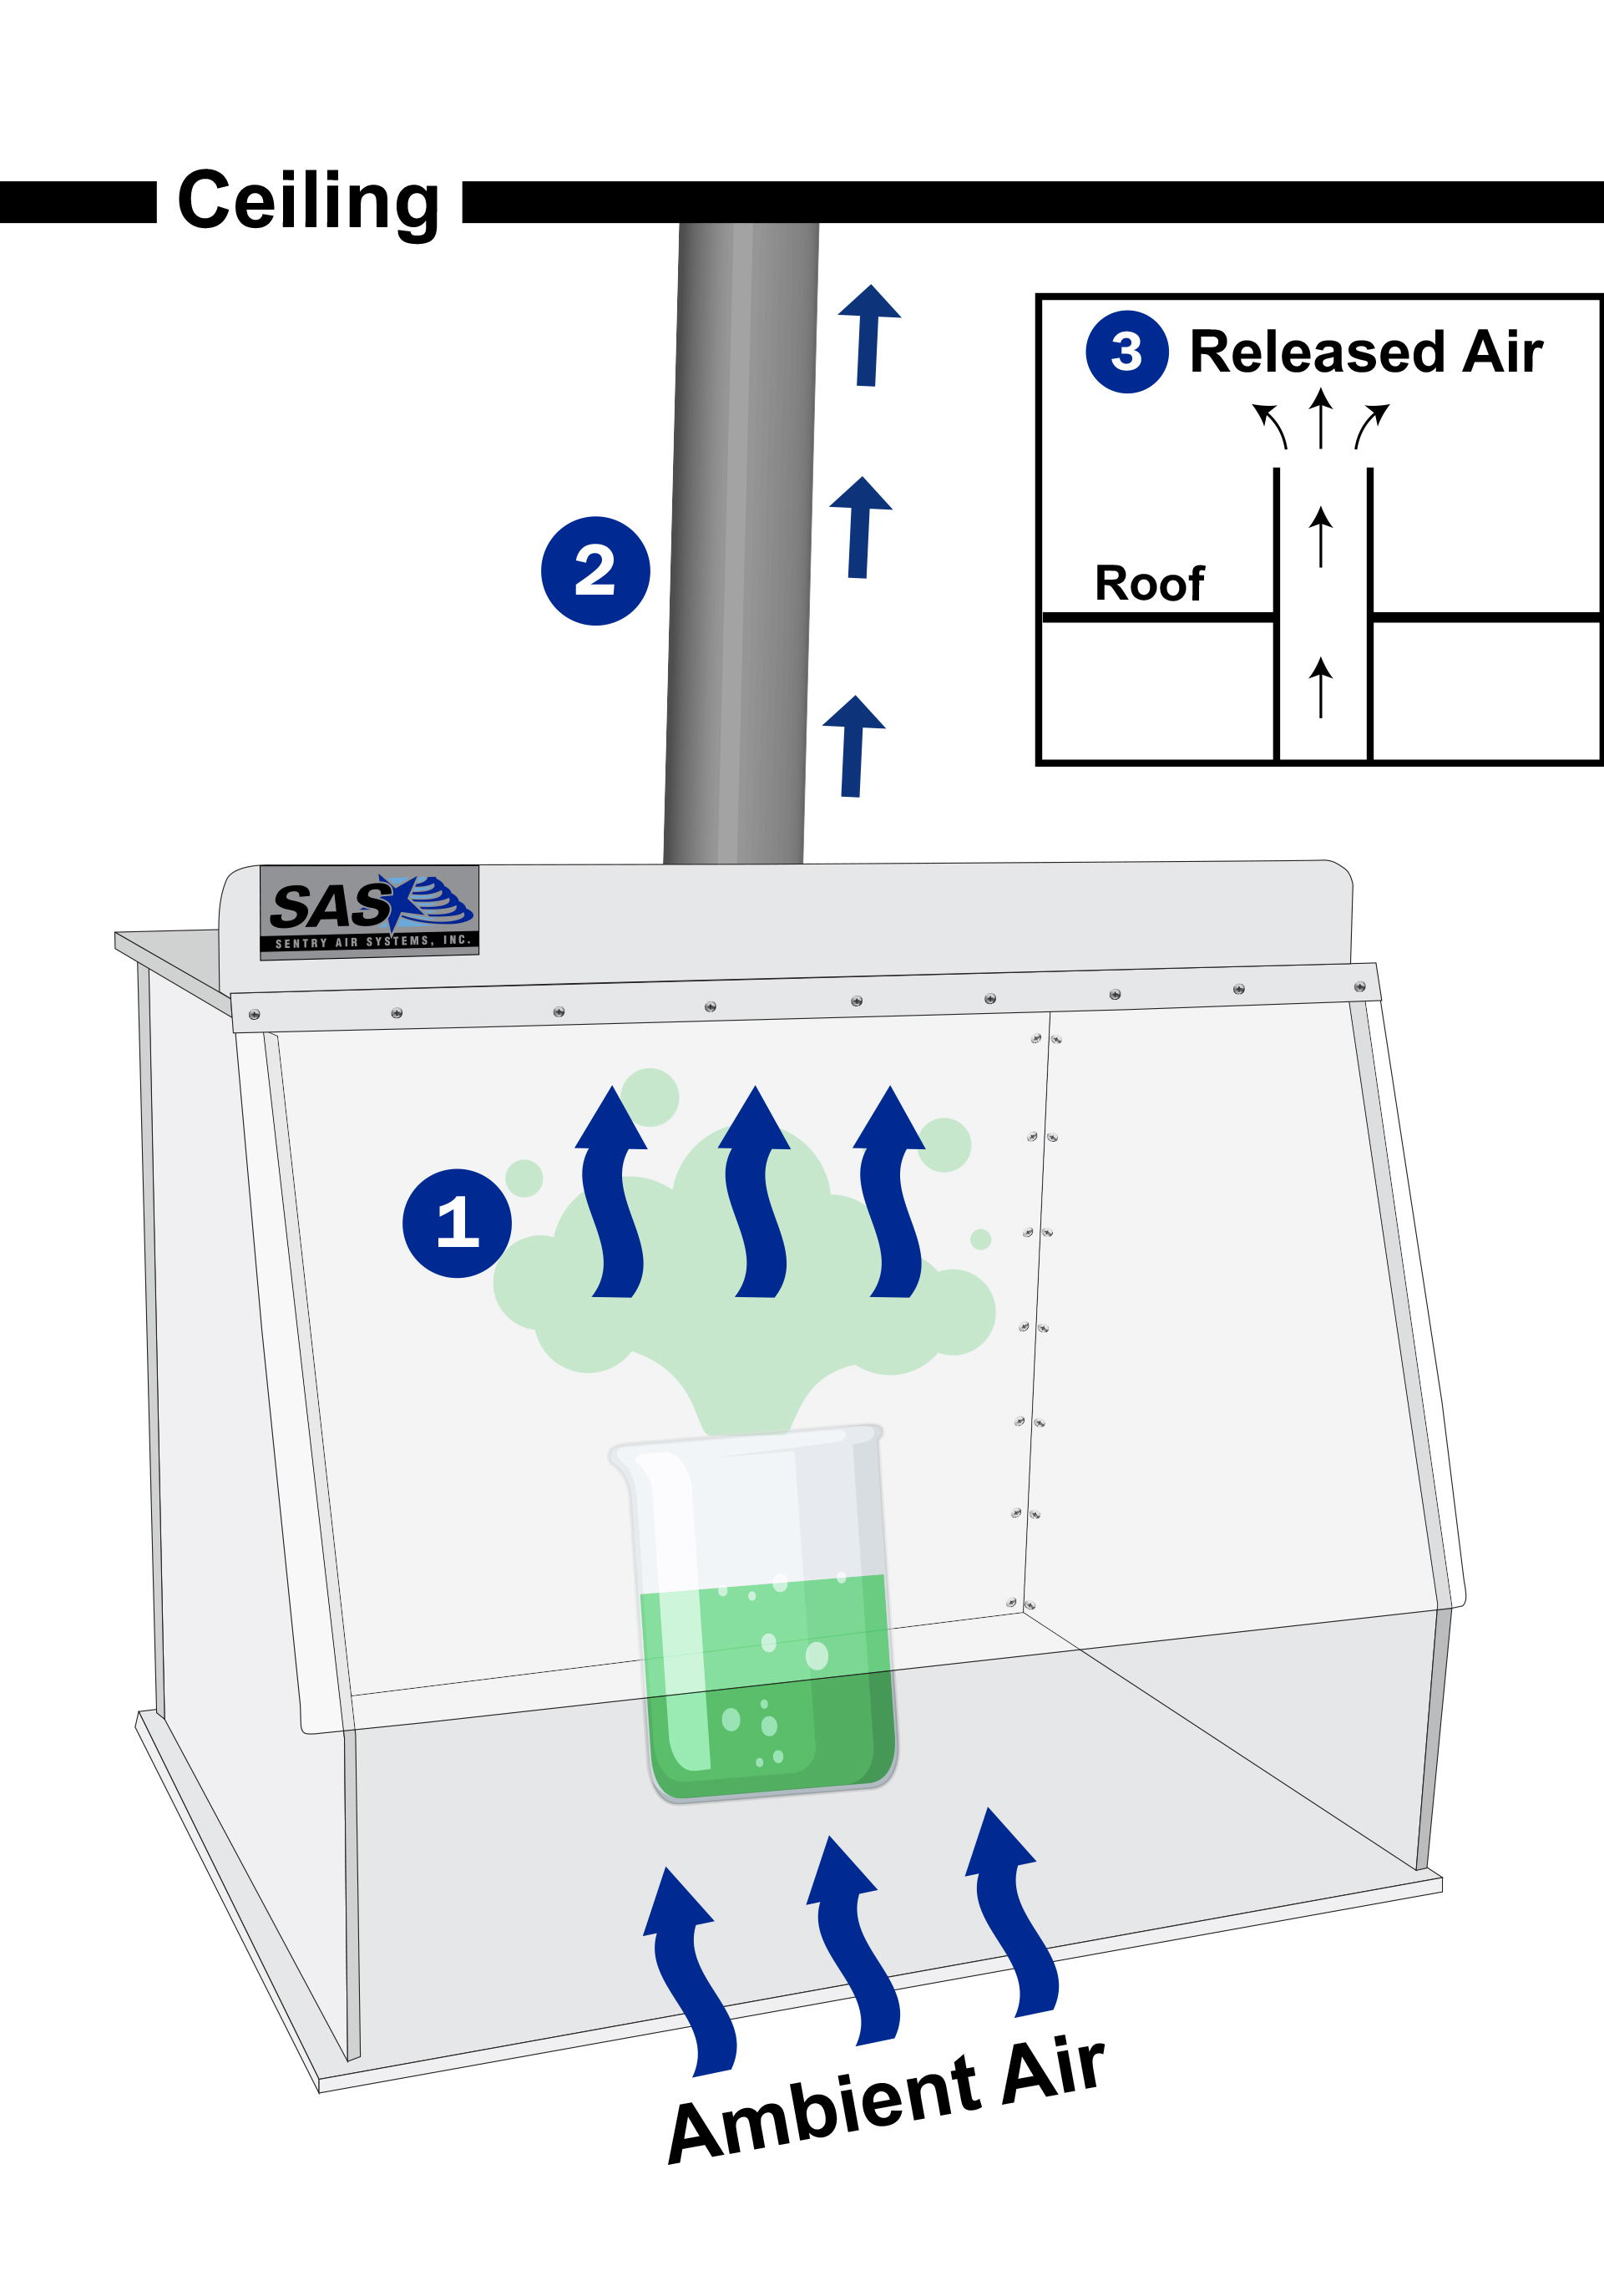 Ceiling
3 Released Air
2
Roof
SAS
SENTRY AIR SYSTEMS, INC.
1
Ambient Air